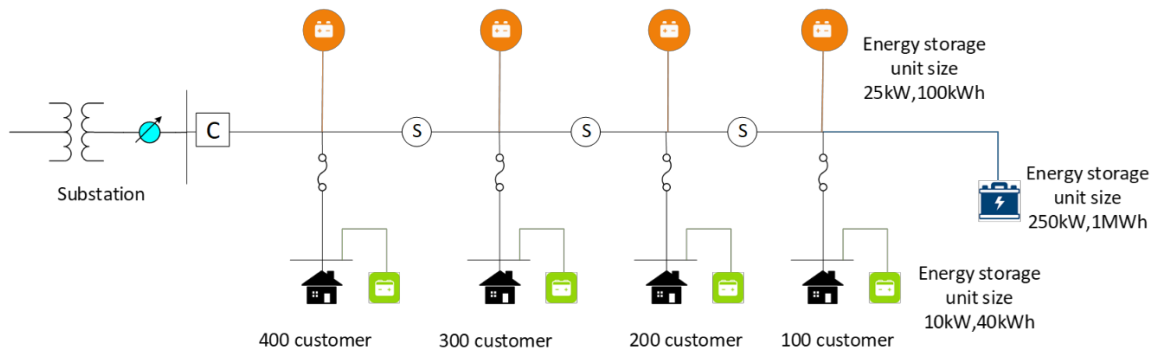 Energy storage
unit size
25kW,100kWh
C
S
S
S
Substation
Energy storage
unit size
250kW,1MWh
Energy storage
unit size
10kW,40kWh
400 customer
300 customer
200 customer
100 customer